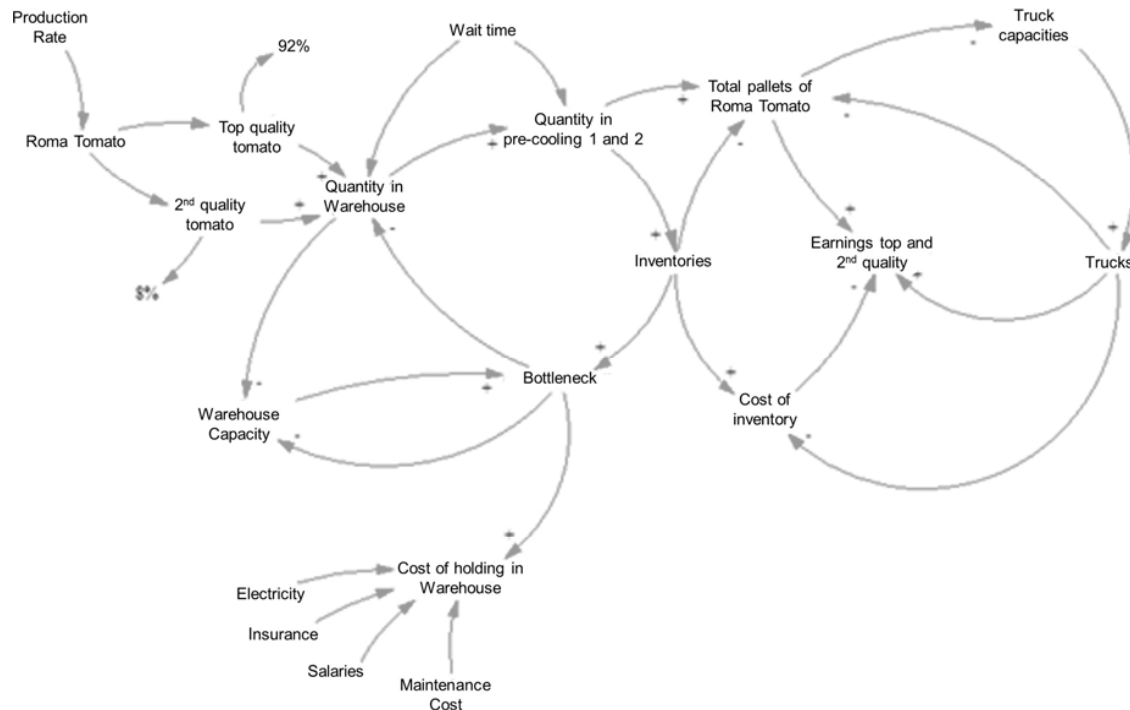 Production
Rate
92%
Wait time
Truck
capacities
Roma Tomato
Top quality
tomato
Quantity in
pre-cooling 1 and 2
Total pallets of
Roma Tomato
2nd quality
tomato
Quantity in
Warehouse
Inventories
Earnings top and
2nd quality
Trucks
Bottleneck
Warehouse
Capacity
Cost of
inventory
Cost of holding in
Warehouse
Electricity
Insurance
Salaries
Maintenance
Cost